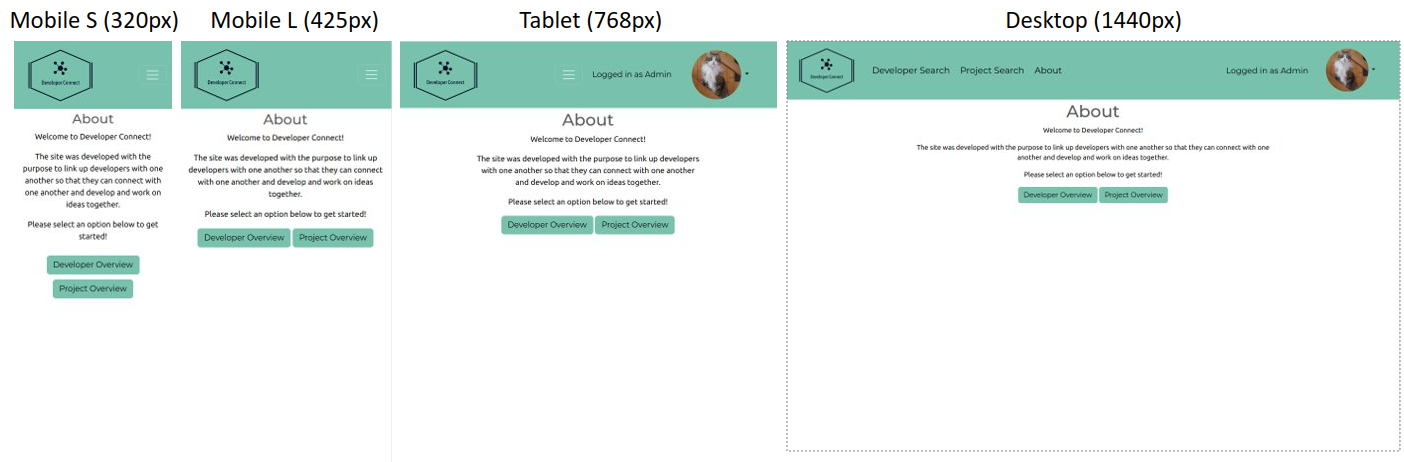 Mobile S (320px)
Developer Connect
About
Welcome to Developer Connect!
The site was developed with the
purpose to link up developers with one
another so that they can connect with
one another and develop and work on
ideas together.
Please select an option below to get
started!
Developer Overview
Project Overview
Mobile L (425px)
Developer Connect
About
Welcome to Developer Connect!
The site was developed with the purpose to link up
developers with one another so that they can connect
with one another and develop and work on ideas
together.
Please select an option below to get started!
Developer Overview Project Overview
Tablet (768px)
Developer Connect
Logged in as Admin
About
Welcome to Developer Connect!
The site was developed with the purpose to link up developers
with one another so that they can connect with one another
and develop and work on ideas together.
Please select an option below to get started!
Developer Overview Project Overview
Desktop (1440px)
Developer Connect
Developer Search Project Search About Logged in as Admin
About
Welcome to Developer Connect!
The site was developed with the purpose to link up developers with one another so that they can connect with one
another and develop and work on ideas together.
Please select an option below to get started!
Developer Overview Project Overview